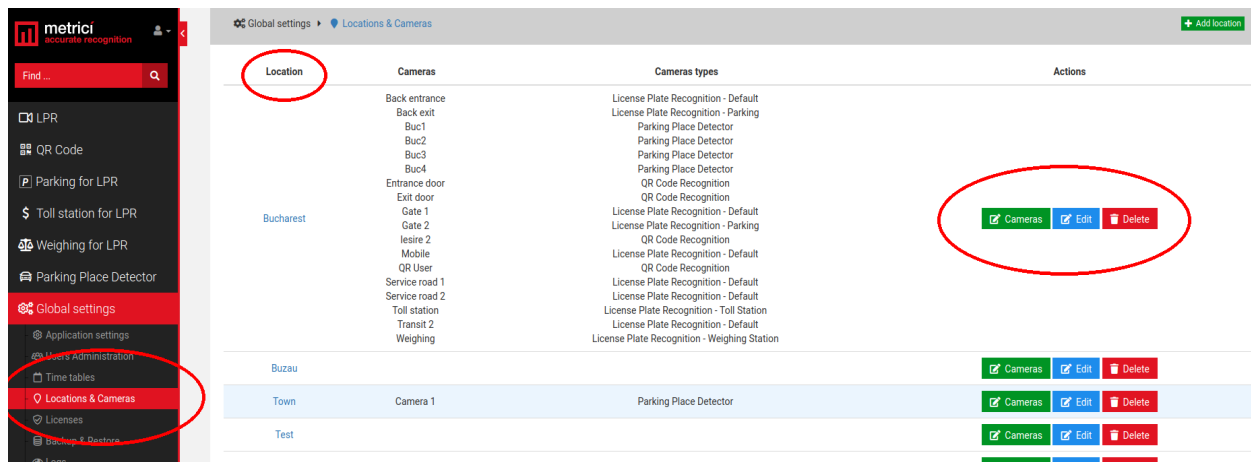 metrici
accurate recognition
Find ...
LPR
QR Code
Parking for LPR
Toll station for LPR
Weighing for LPR
Parking Place Detector
Global settings
Application settings
Users Administration
Time tables
Locations & Cameras
Licenses
Backup & Restore
Logs
Global settings Locations & Cameras
Add location
Location Cameras Cameras types Actions
Back entrance License Plate Recognition - Default
Back exit License Plate Recognition - Parking
Buc1 Parking Place Detector
Buc2 Parking Place Detector
Buc3 Parking Place Detector
Buc4 Parking Place Detector
Entrance door QR Code Recognition
Exit door QR Code Recognition
Gate 1 License Plate Recognition - Default
Bucharest Gate 2 License Plate Recognition - Parking Cameras Edit Delete
Iesire 2 QR Code Recognition
Mobile License Plate Recognition - Default
QR User QR Code Recognition
Service road 1 License Plate Recognition - Default
Service road 2 License Plate Recognition - Default
Toll station License Plate Recognition - Toll Station
Transit 2 License Plate Recognition - Default
Weighing License Plate Recognition - Weighing Station
Buzau Cameras Edit Delete
Town Camera 1 Parking Place Detector Cameras Edit Delete
Test Cameras Edit Delete